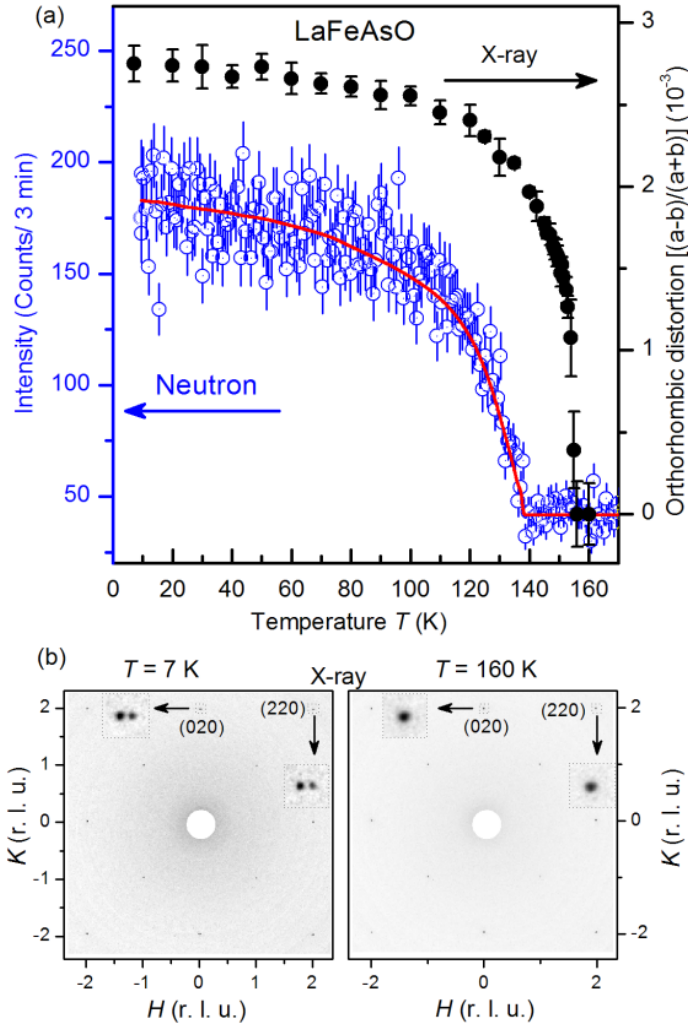 (a)
LaFeAsO
X-ray
Neutron
Intensity (Counts/ 3 min)
250
200
150
100
50
Orthorhombic distortion [(a-b)/(a+b)] (10⁻³)
3
2
1
0
0 20 40 60 80 100 120 140 160
Temperature T (K)
(b)
T = 7 K
X-ray
T = 160 K
(020)
(220)
(220)
(020)
K (r. l. u.)
2
1
0
-1
-2
K (r. l. u.)
2
1
0
-1
-2
-2 -1 0 1 2
-2 -1 0 1 2
H (r. l. u.)
H (r. l. u.)